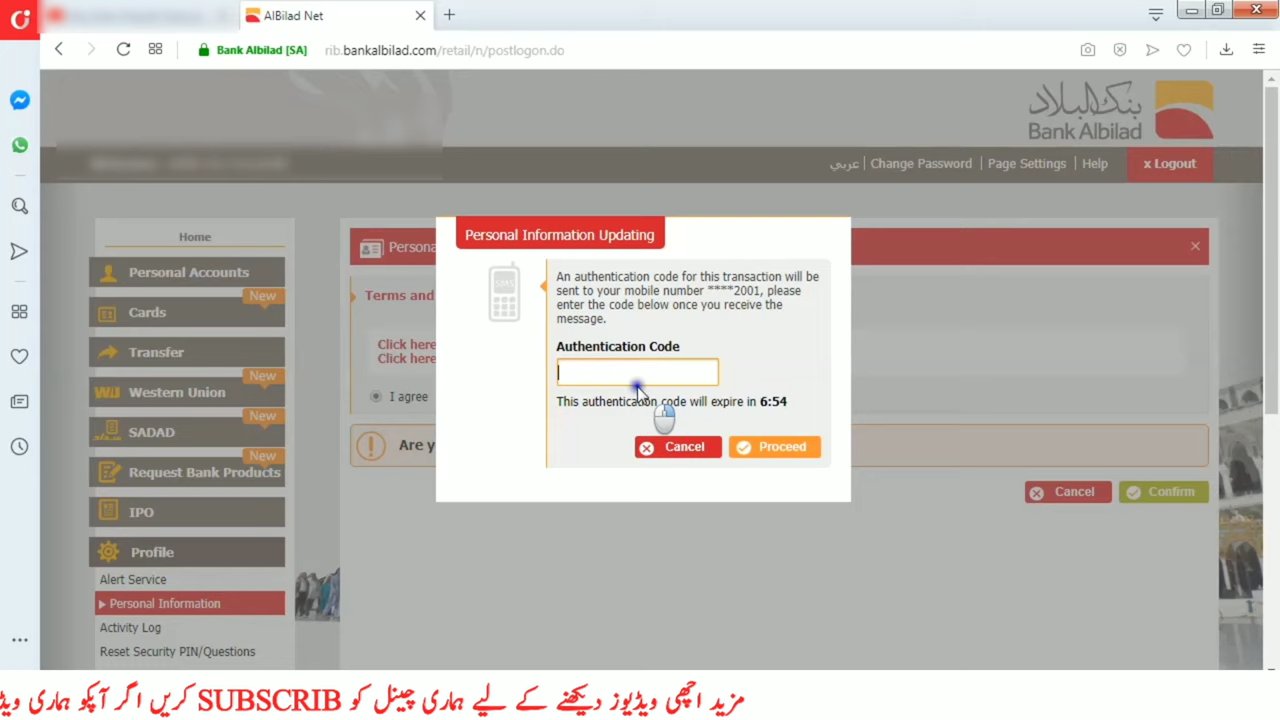 AlBilad Net
Bank Albilad [SA]
rib.bankalbilad.com/retail/n/postlogon.do
بنك البلاد
Bank Albilad
عربي | Change Password | Page Settings | Help
x Logout
Home
Personal Accounts
New
Cards
Transfer
New
Western Union
New
SADAD
New
Request Bank Products
IPO
Profile
Alert Service
Personal Information
Activity Log
Reset Security PIN/Questions
Persona
Terms and
Click here
Click here
I agree
Are y
Cancel
Confirm
Personal Information Updating
SMS
An authentication code for this transaction will be
sent to your mobile number ****2001, please
enter the code below once you receive the
message.
Authentication Code
This authentication code will expire in 6:54
Cancel
Proceed
مزید اچھی ویڈیوز دیکھنے کے لیے ہماری چینل کو SUBSCRIB کریں اگر آپکو ہماری ویڈ